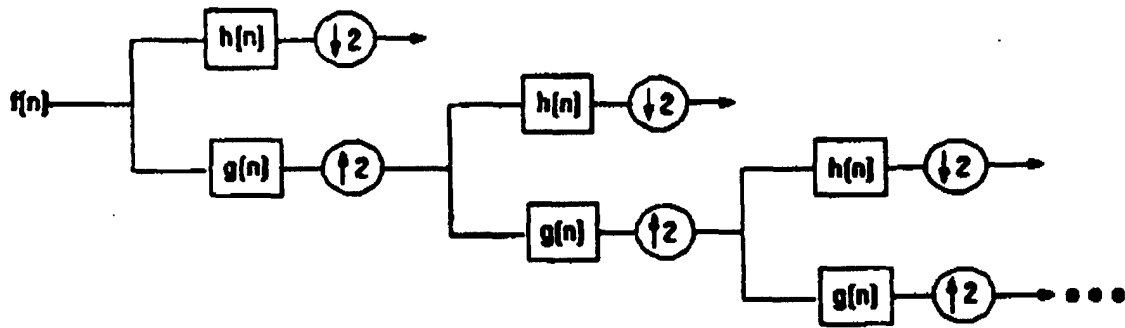 h[n] ↓2
f[n]
h[n] ↓2
g[n] ↑2
h[n] ↓2
g[n] ↑2
g[n] ↑2 •••